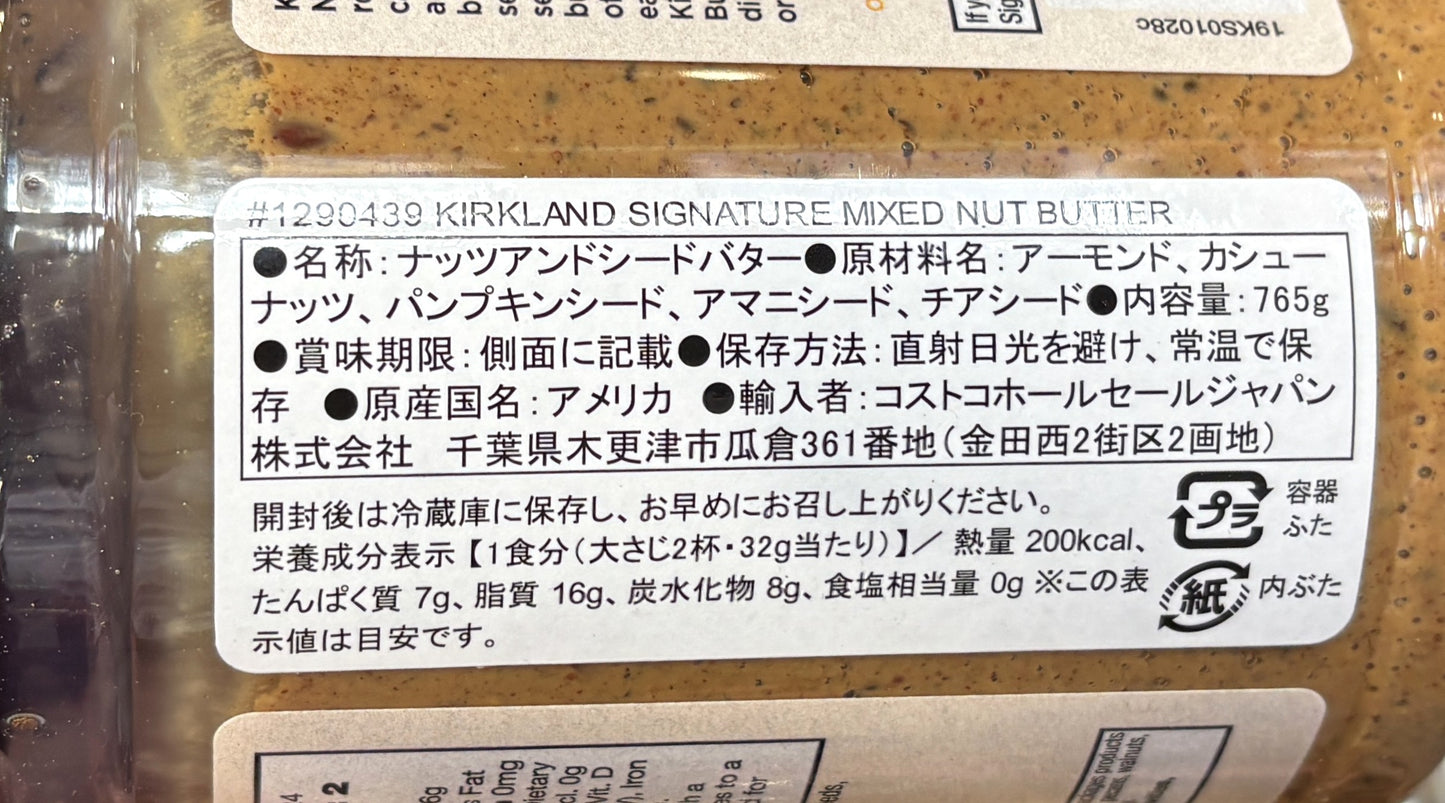 19KS01028c
#1290439 KIRKLAND SIGNATURE MIXED NUT BUTTER
●名称:ナッツアンドシードバター●原材料名:アーモンド、カシュー
ナッツ、パンプキンシード、アマニシード、チアシード●内容量:765g
●賞味期限:側面に記載●保存方法:直射日光を避け、常温で保
存 ●原産国名:アメリカ ●輸入者:コストコホールセールジャパン
株式会社 千葉県木更津市瓜倉361番地(金田西2街区2画地)
開封後は冷蔵庫に保存し、お早めにお召し上がりください。
栄養成分表示【1食分(大さじ2杯・32g当たり)】/ 熱量 200kcal、
たんぱく質 7g、脂質 16g、炭水化物 8g、食塩相当量 0g ※この表
示値は目安です。
プラ 容器
ふた
紙 内ぶた
Fat
0mg
cl. 0g
Vit. D
Iron
products
walnuts,